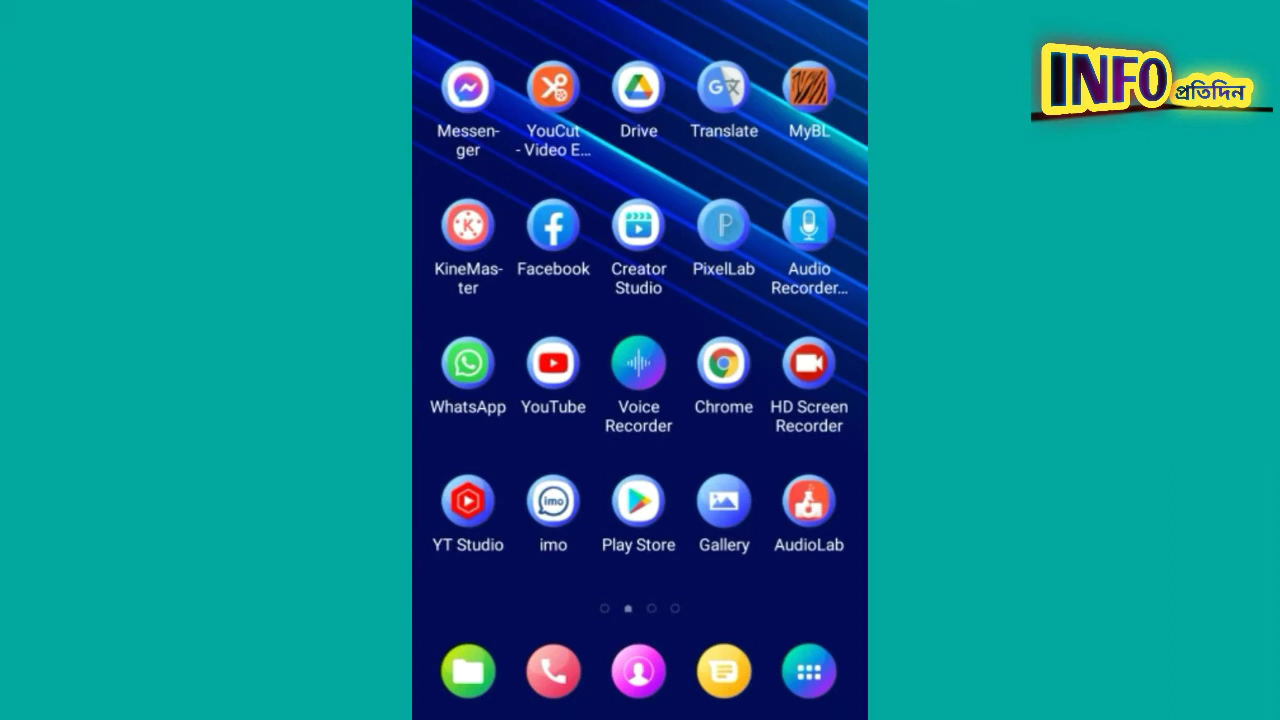 INFO প্রতিদিন
Messen-
ger
YouCut
- Video E...
Drive
Translate
MyBL
KineMas-
ter
Facebook
Creator
Studio
PixelLab
Audio
Recorder...
WhatsApp
YouTube
Voice
Recorder
Chrome
HD Screen
Recorder
YT Studio
imo
imo
Play Store
Gallery
AudioLab